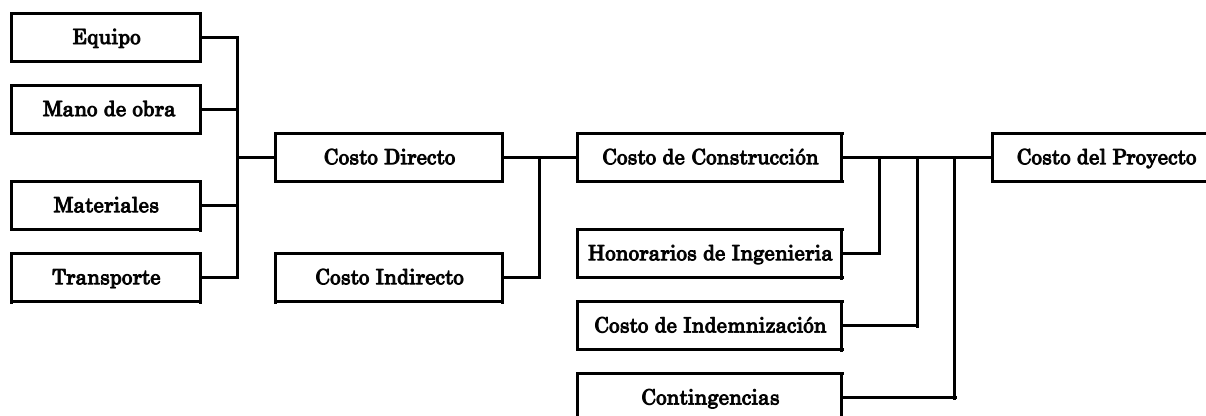 Equipo
Mano de obra
Materiales
Transporte
Costo Directo
Costo Indirecto
Costo de Construcción
Honorarios de Ingenieria
Costo de Indemnización
Contingencias
Costo del Proyecto